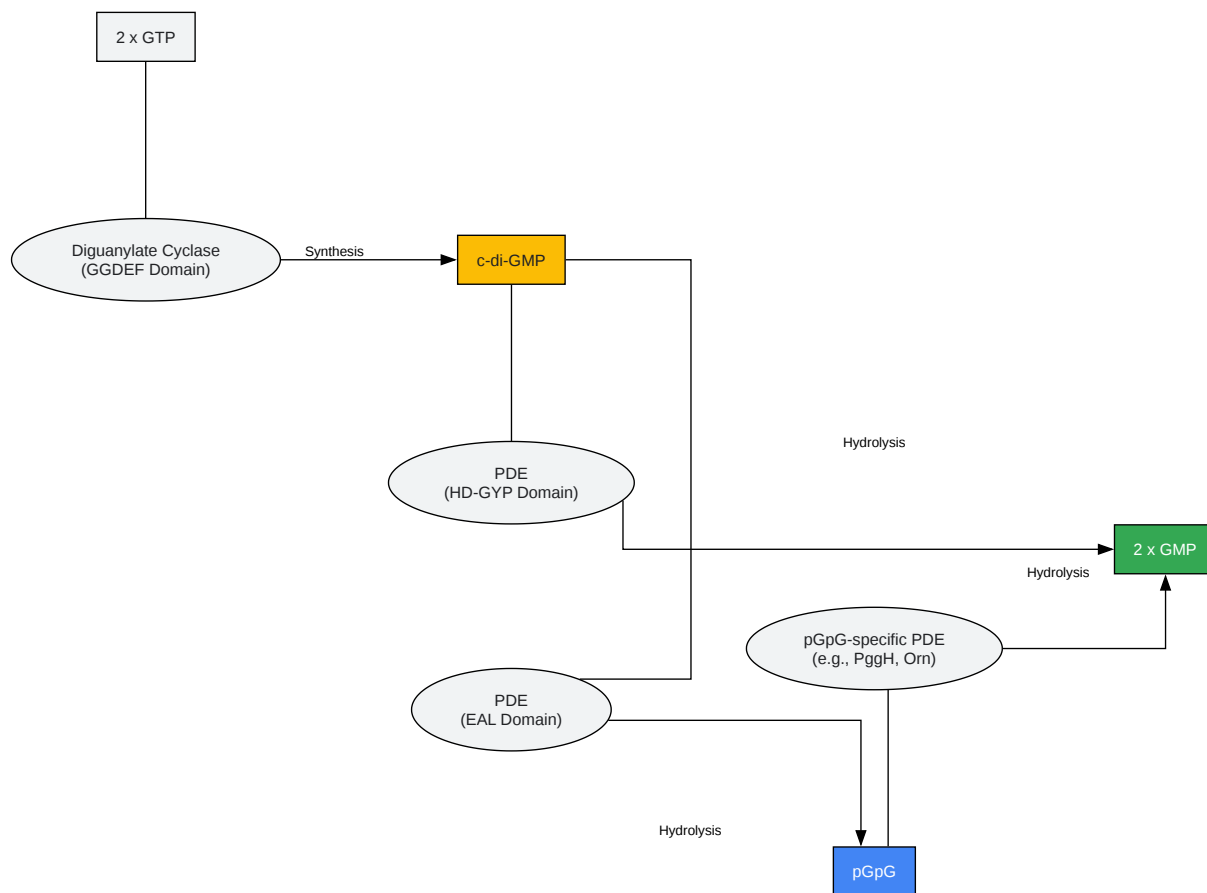 2 x GTP
Diguanylate Cyclase
(GGDEF Domain)
Synthesis
c-di-GMP
Hydrolysis
PDE
(HD-GYP Domain)
2 x GMP
Hydrolysis
pGpG-specific PDE
(e.g., PggH, Orn)
PDE
(EAL Domain)
Hydrolysis
pGpG